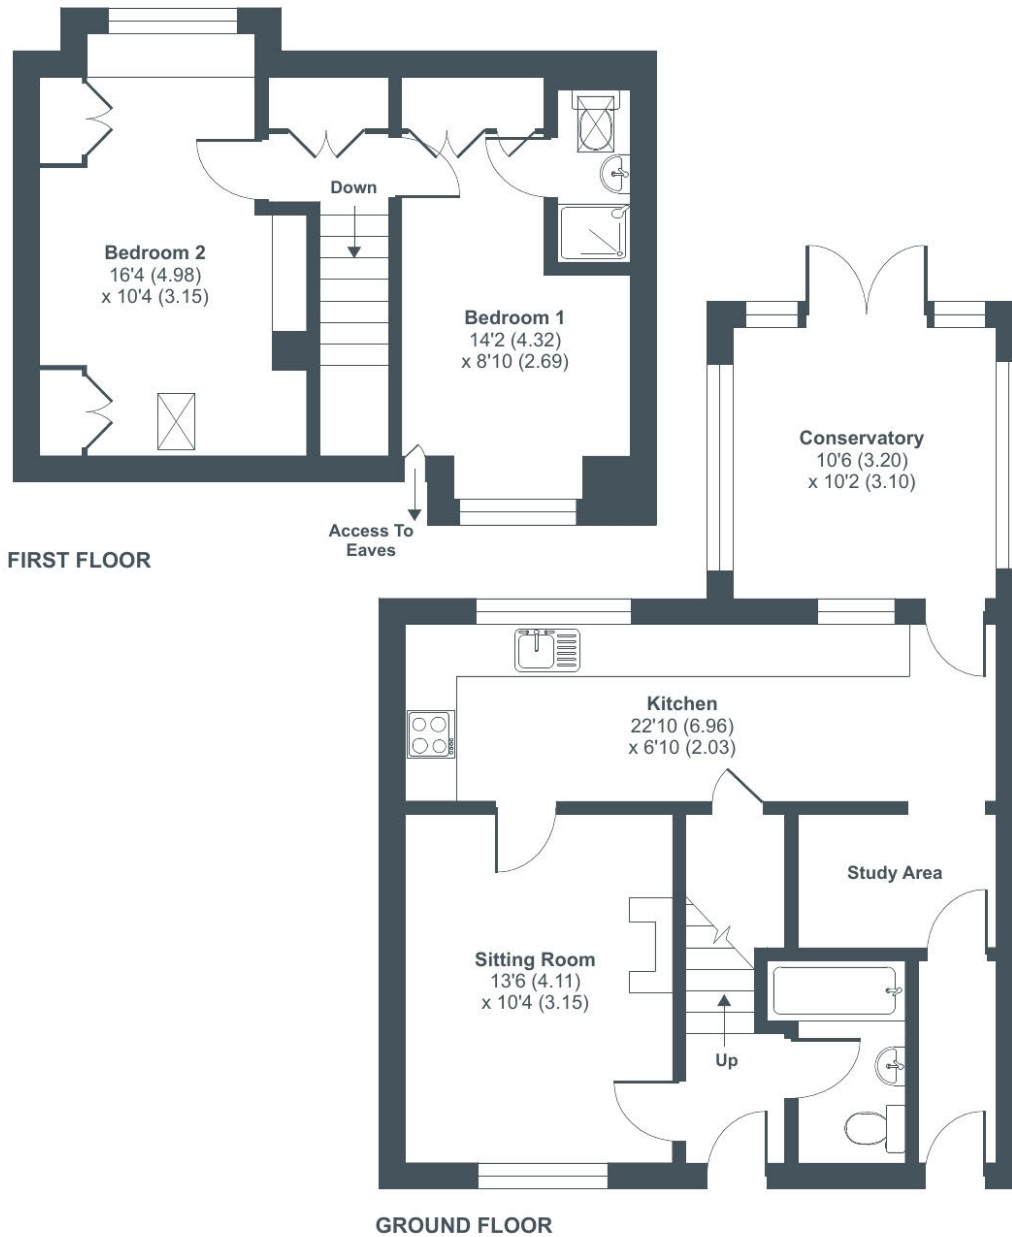 Down
Bedroom 2
16'4 (4.98)
x 10'4 (3.15)
Bedroom 1
14'2 (4.32)
x 8'10 (2.69)
Access To
Eaves
FIRST FLOOR
Conservatory
10'6 (3.20)
x 10'2 (3.10)
Kitchen
22'10 (6.96)
x 6'10 (2.03)
Study Area
Sitting Room
13'6 (4.11)
x 10'4 (3.15)
Up
GROUND FLOOR